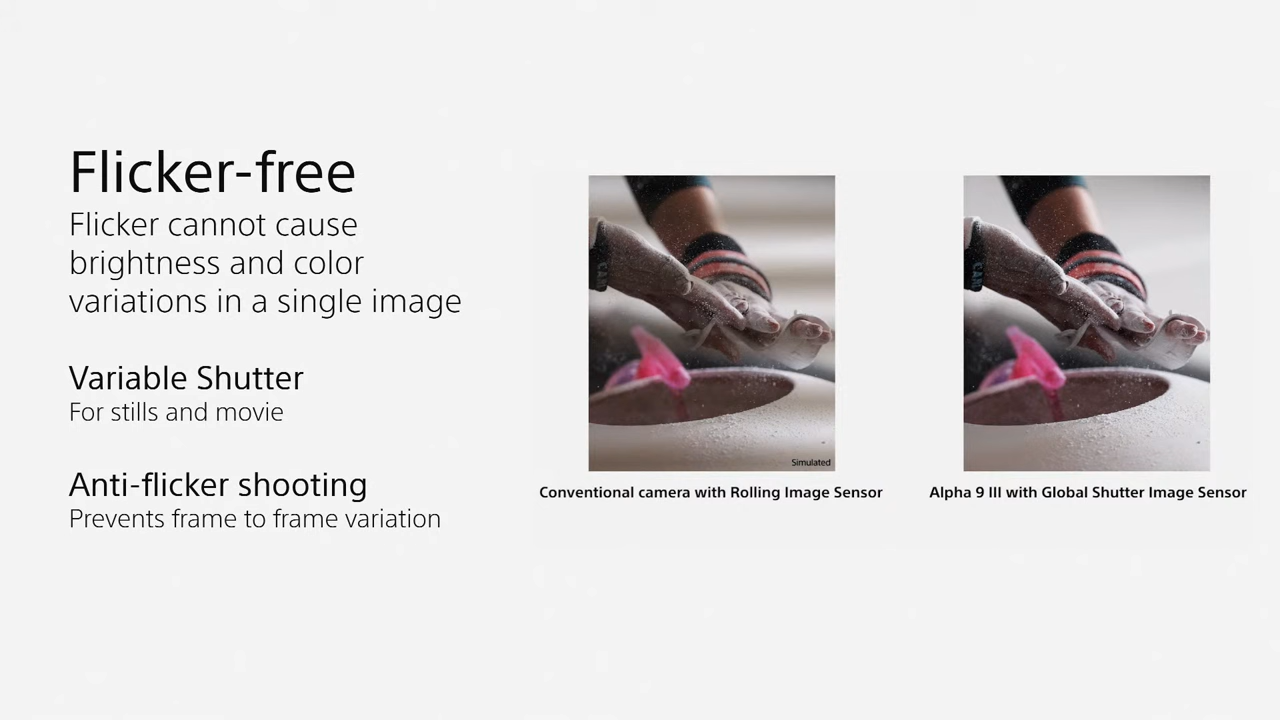 Flicker-free
Flicker cannot cause
brightness and color
variations in a single image
Variable Shutter
For stills and movie
Anti-flicker shooting
Prevents frame to frame variation
Simulated
Conventional camera with Rolling Image Sensor
Alpha 9 III with Global Shutter Image Sensor